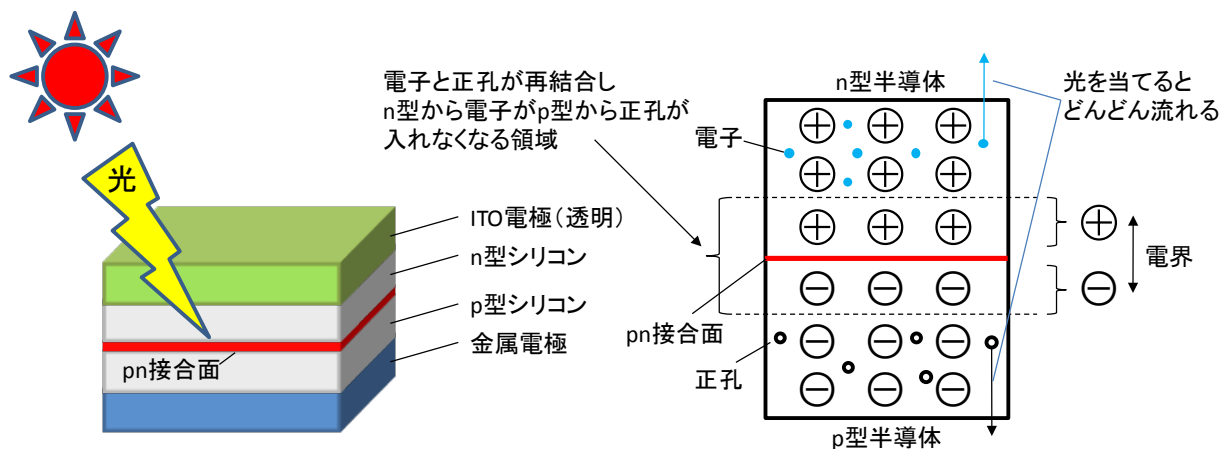 光
ITO電極（透明）
n型シリコン
p型シリコン
金属電極
pn接合面
電子と正孔が再結合し
n型から電子がp型から正孔が
入れなくなる領域
n型半導体
光を当てると
どんどん流れる
電子
電界
pn接合面
正孔
p型半導体